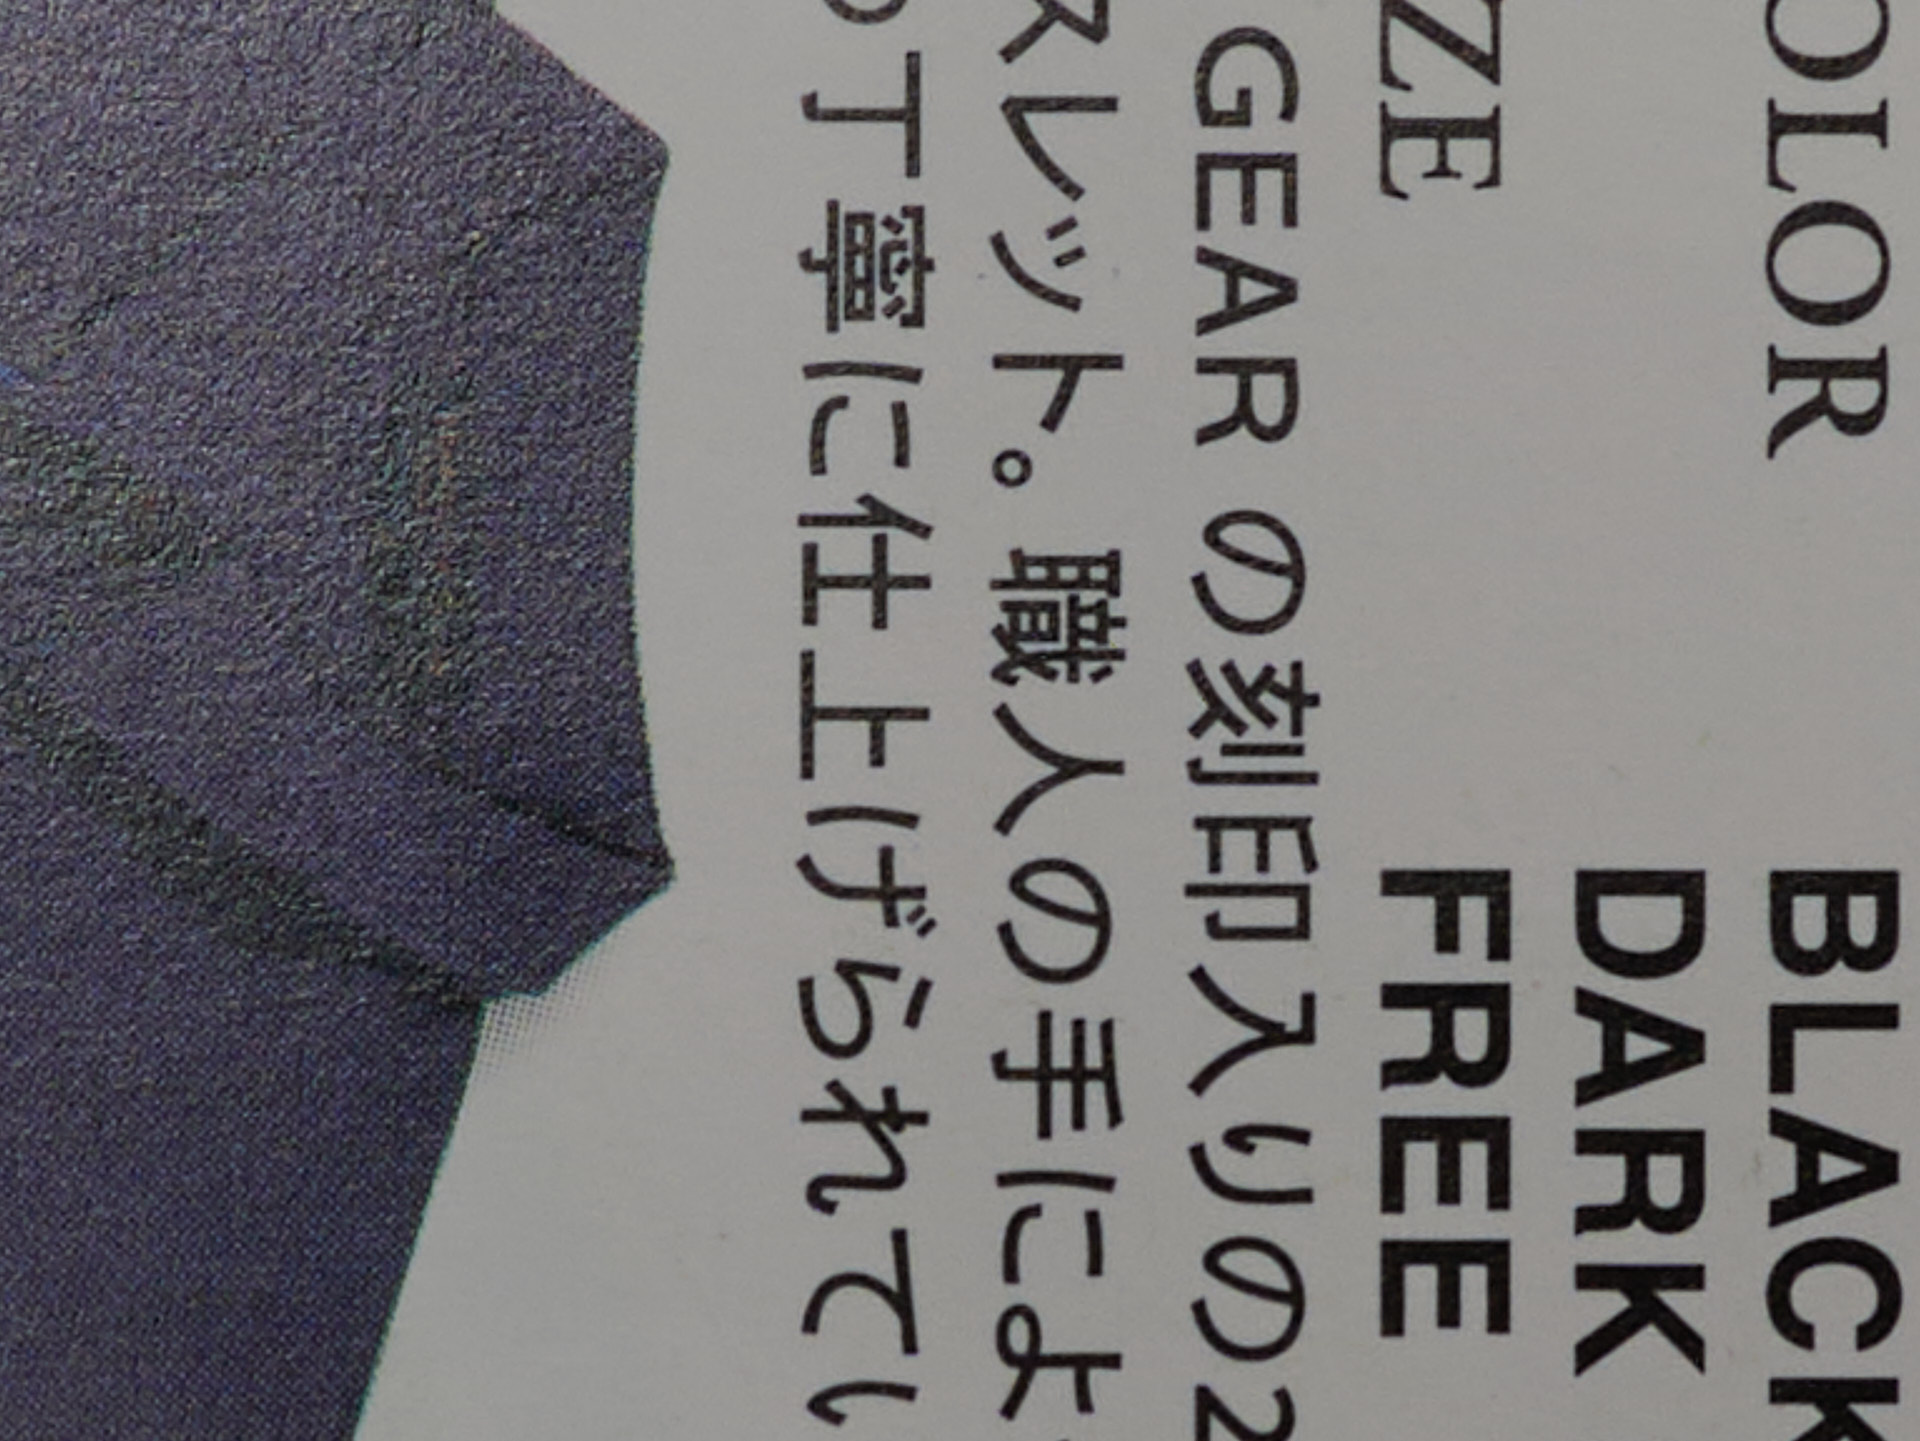 OLOR BLACK
DARK
ZE FREE
GEAR の刻印入りの2
スレット。職人の手によ
の丁寧に仕上げられてい